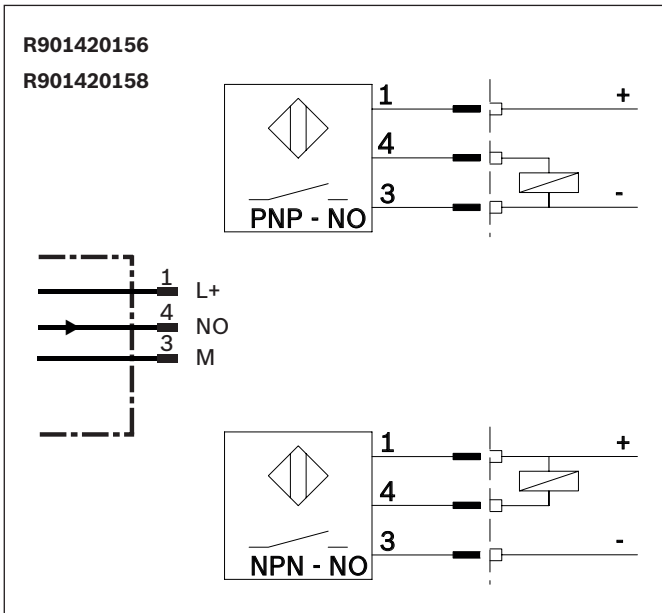 R901420156
R901420158
1 +
4
3 -
PNP - NO
1 L+
4 NO
3 M
1 +
4
3 -
NPN - NO